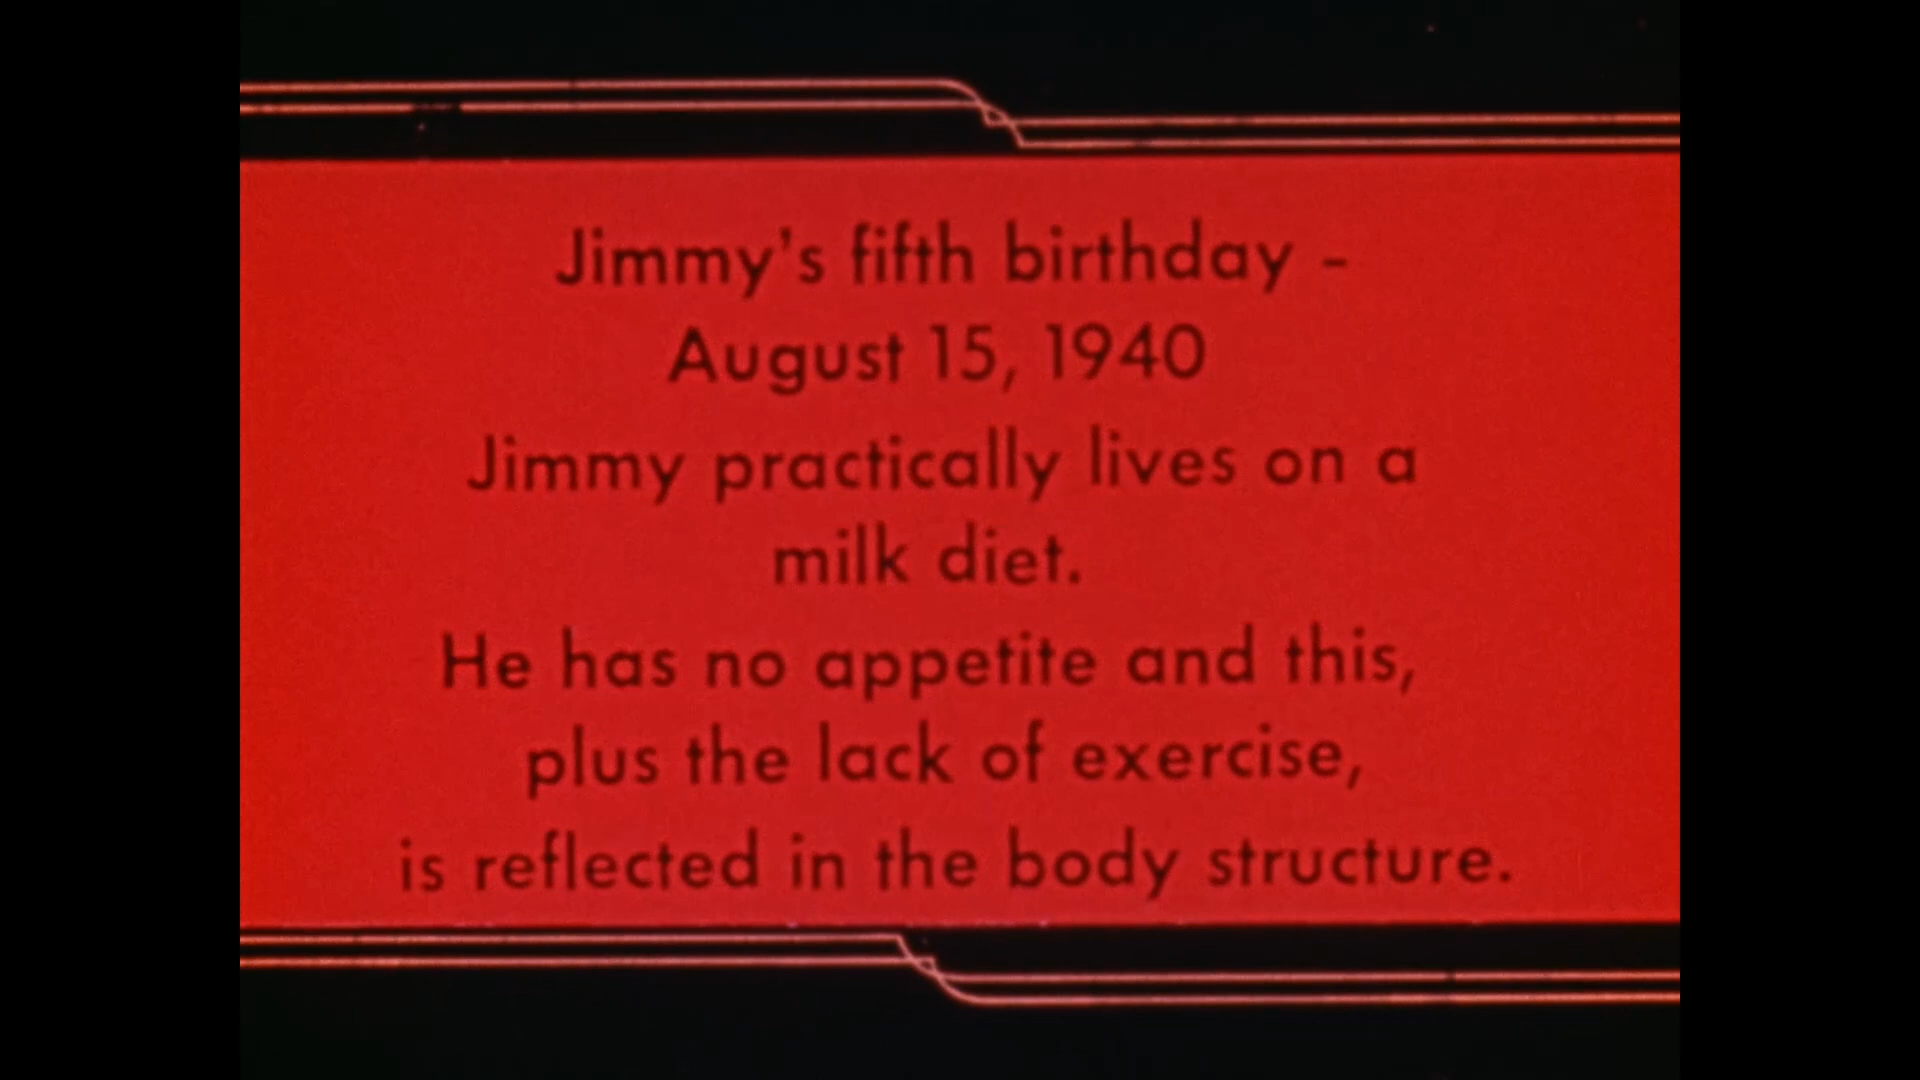 Jimmy's fifth birthday -
August 15, 1940
Jimmy practically lives on a
milk diet.
He has no appetite and this,
plus the lack of exercise,
is reflected in the body structure.